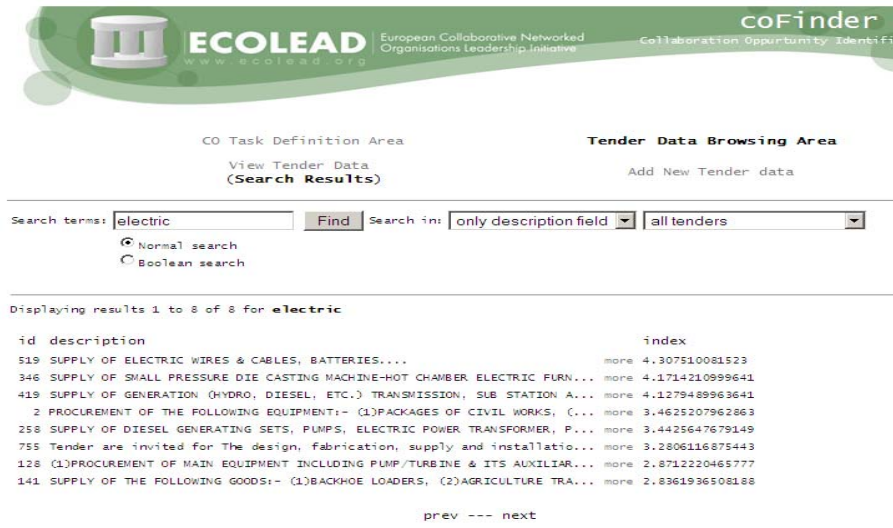 coFinder
ECOLEAD European Collaborative Networked
Organisations Leadership Initiative
Collaboration Oppurtunity Identifi
www.ecolead.org
CO Task Definition Area Tender Data Browsing Area
View Tender Data
(Search Results)
Add New Tender data
Search terms: electric Find Search in: only description field all tenders
Normal search
Boolean search
Displaying results 1 to 8 of 8 for electric
id description index
519 SUPPLY OF ELECTRIC WIRES & CABLES, BATTERIES.... more 4.307510081523
346 SUPPLY OF SMALL PRESSURE DIE CASTING MACHINE-HOT CHAMBER ELECTRIC FURN... more 4.1714210999641
419 SUPPLY OF GENERATION (HYDRO, DIESEL, ETC.) TRANSMISSION, SUB STATION A... more 4.1279489963641
2 PROCUREMENT OF THE FOLLOWING EQUIPMENT:- (1)PACKAGES OF CIVIL WORKS, (... more 3.4625207962863
258 SUPPLY OF DIESEL GENERATING SETS, PUMPS, ELECTRIC POWER TRANSFORMER, P... more 3.4425647679149
755 Tender are invited for The design, fabrication, supply and installatio... more 3.2806116875443
128 (1)PROCUREMENT OF MAIN EQUIPMENT INCLUDING PUMP/TURBINE & ITS AUXILIAR... more 2.8712220465777
141 SUPPLY OF THE FOLLOWING GOODS:- (1)BACKHOE LOADERS, (2)AGRICULTURE TRA... more 2.8361936508188
prev --- next